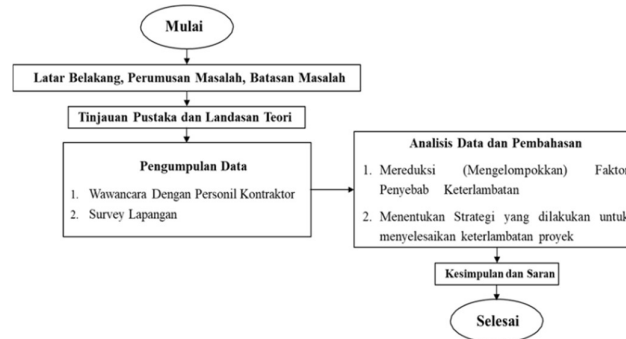 Mulai
Latar Belakang, Perumusan Masalah, Batasan Masalah
Tinjauan Pustaka dan Landasan Teori
Pengumpulan Data
1. Wawancara Dengan Personil Kontraktor
2. Survey Lapangan
Analisis Data dan Pembahasan
1. Mereduksi (Mengelompokkan) Faktor
Penyebab Keterlambatan
2. Menentukan Strategi yang dilakukan untuk
menyelesaikan keterlambatan proyek
Kesimpulan dan Saran
Selesai